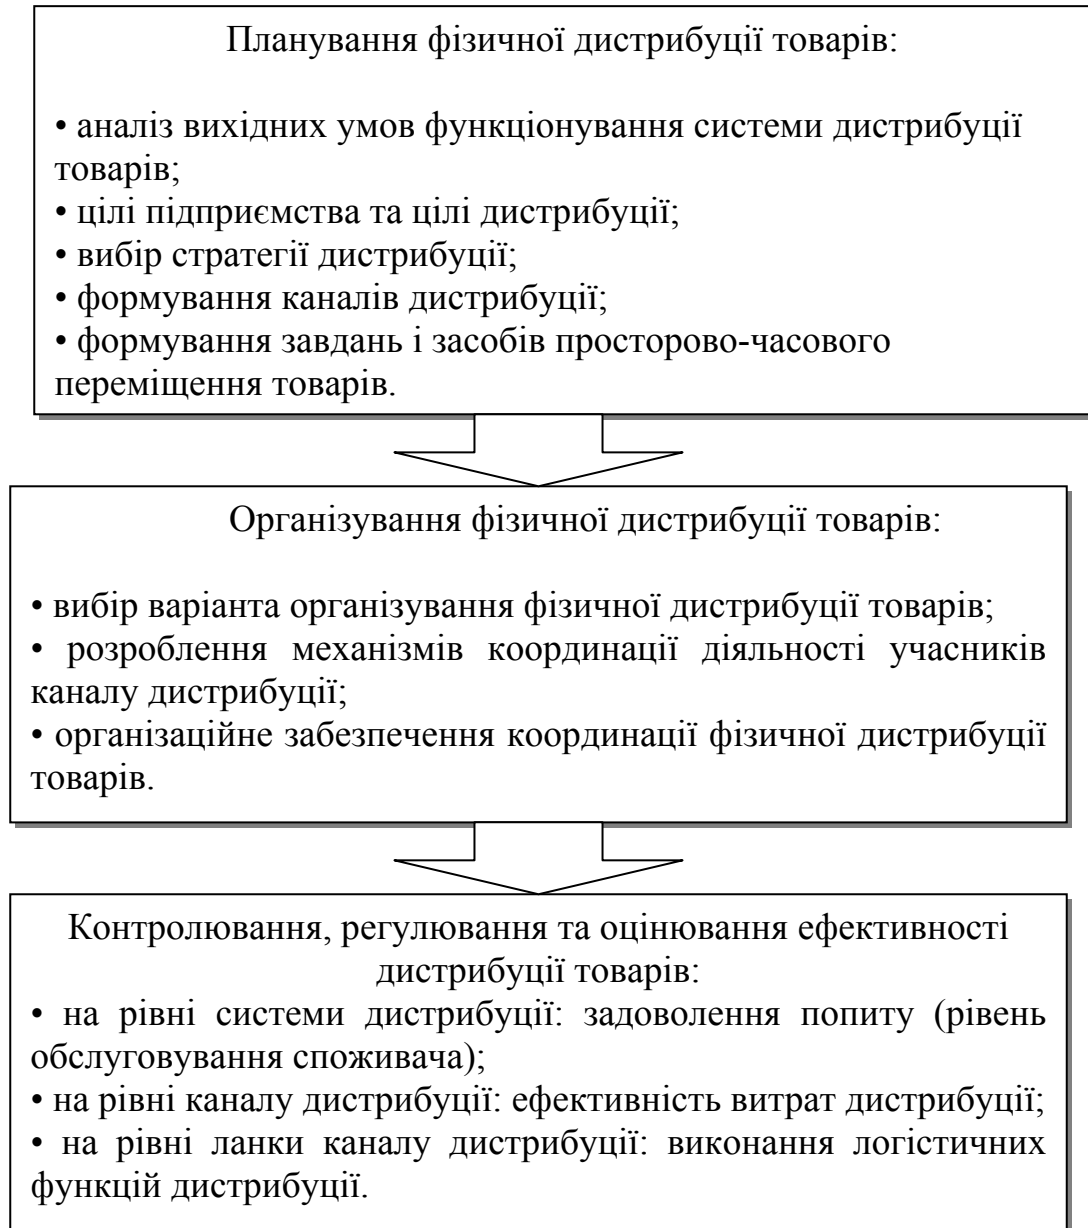 Планування фізичної дистрибуції товарів:
• аналіз вихідних умов функціонування системи дистрибуції
товарів;
• цілі підприємства та цілі дистрибуції;
• вибір стратегії дистрибуції;
• формування каналів дистрибуції;
• формування завдань і засобів просторово-часового
переміщення товарів.
Організування фізичної дистрибуції товарів:
• вибір варіанта організування фізичної дистрибуції товарів;
• розроблення механізмів координації діяльності учасників
каналу дистрибуції;
• організаційне забезпечення координації фізичної дистрибуції
товарів.
Контролювання, регулювання та оцінювання ефективності
дистрибуції товарів:
• на рівні системи дистрибуції: задоволення попиту (рівень
обслуговування споживача);
• на рівні каналу дистрибуції: ефективність витрат дистрибуції;
• на рівні ланки каналу дистрибуції: виконання логістичних
функцій дистрибуції.